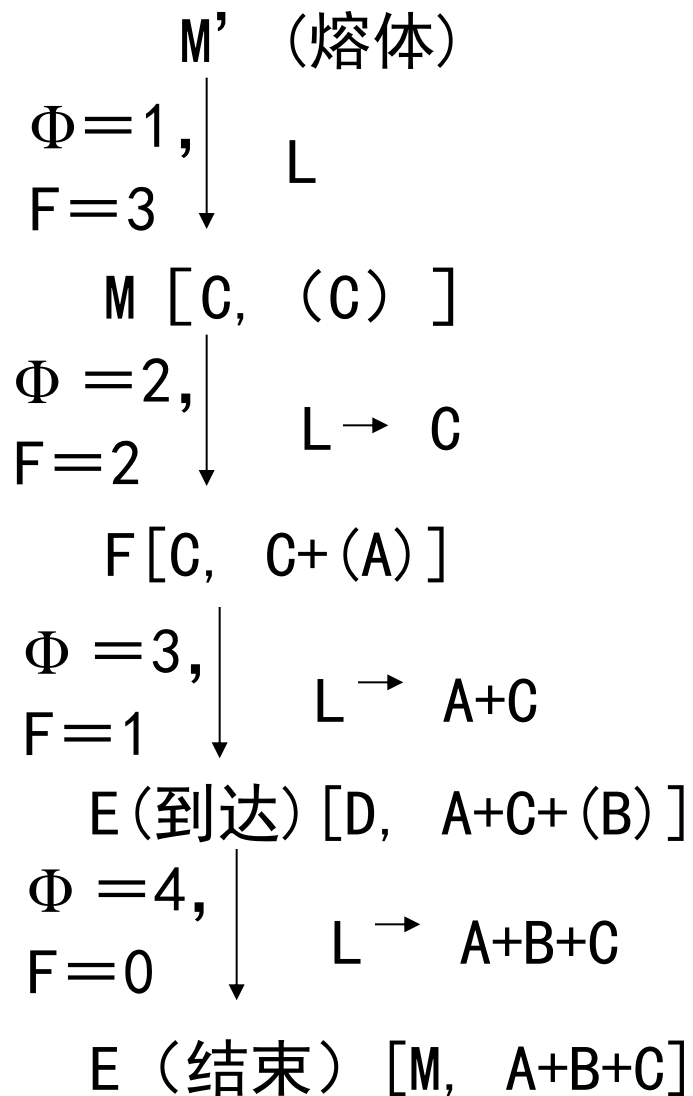 M’ (熔体)
Φ=1,
L
F=3
M [C, (C) ]
Φ =2,
L→ C
F=2
F[C, C+(A)]
Φ =3,
L→ A+C
F=1
E(到达)[D, A+C+(B)]
Φ =4,
L→ A+B+C
F=0
E (结束) [M, A+B+C]